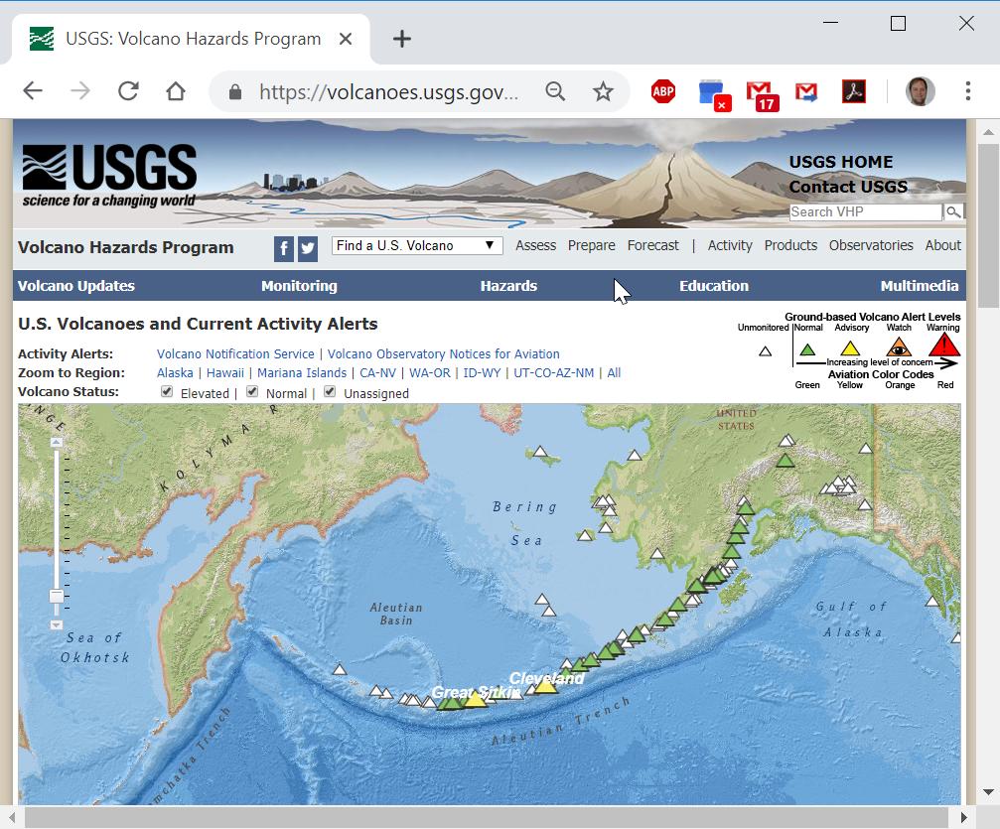 USGS: Volcano Hazards Program
https://volcanoes.usgs.gov...
ABP
17
USGS
science for a changing world
USGS HOME
Contact USGS
Search VHP
Volcano Hazards Program
f
Find a U.S. Volcano
Assess Prepare Forecast | Activity Products Observatories About
Volcano Updates Monitoring Hazards Education Multimedia
U.S. Volcanoes and Current Activity Alerts
Activity Alerts: Volcano Notification Service | Volcano Observatory Notices for Aviation
Zoom to Region: Alaska | Hawaii | Mariana Islands | CA-NV | WA-OR | ID-WY | UT-CO-AZ-NM | All
Volcano Status: Elevated | Normal | Unassigned
Ground-based Volcano Alert Levels
Unmonitored Normal Advisory Watch Warning
Increasing level of concern
Aviation Color Codes
Green Yellow Orange Red
UNITED
STATES
NGE
KOLYMA R
Bering
Sea
Aleutian
Basin
Sea of
Okhotsk
Gulf of
Alaska
Cleveland
Great Sitkin
Aleutian Trench
mchatka Trench